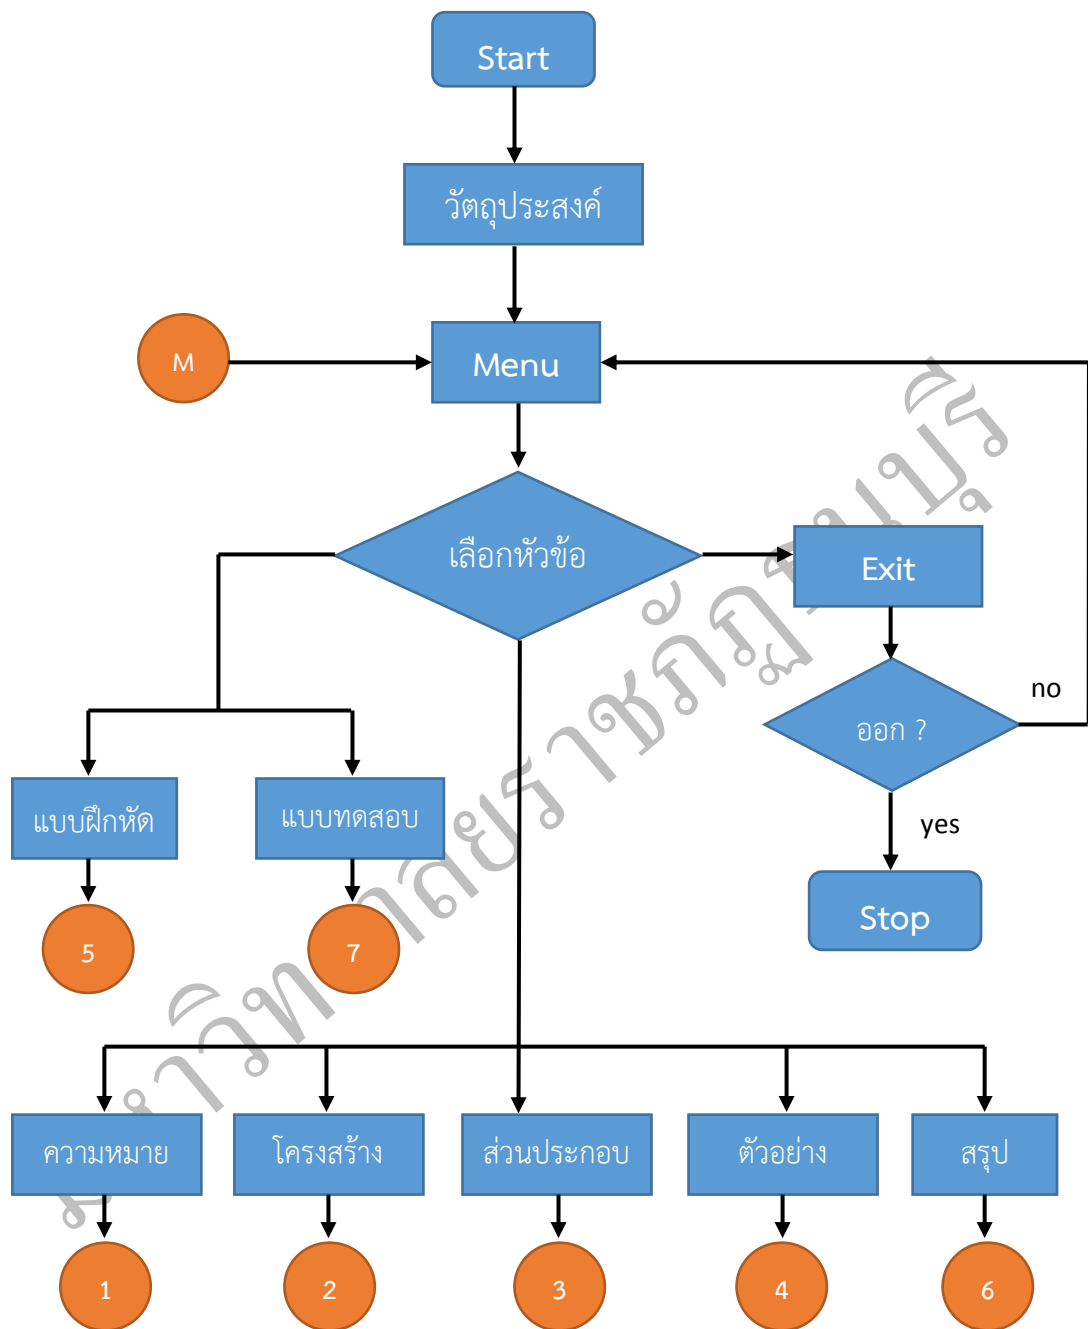 Start
วัตถุประสงค์
M
Menu
เลือกหัวข้อ
Exit
no
ออก ?
yes
Stop
แบบฝึกหัด
แบบทดสอบ
5
7
ความหมาย
โครงสร้าง
ส่วนประกอบ
ตัวอย่าง
สรุป
1
2
3
4
6
มหาวิทยาลัยราชภัฏธนบุรี